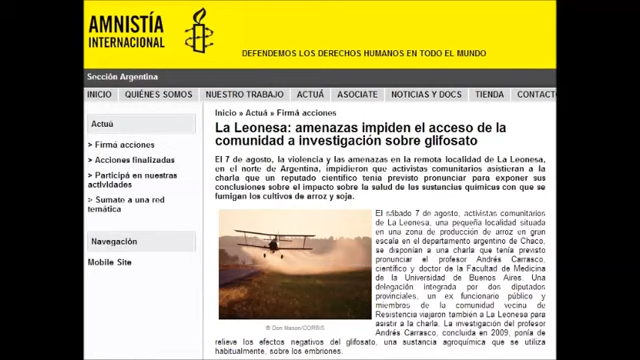 AMNISTÍA
INTERNACIONAL
DEFENDEMOS LOS DERECHOS HUMANOS EN TODO EL MUNDO
Sección Argentina
INICIO QUIÉNES SOMOS NUESTRO TRABAJO ACTUÁ ASOCIATE NOTICIAS Y DOCS TIENDA CONTACTO
Actuá
> Firmá acciones
> Acciones finalizadas
> Participá en nuestras
actividades
> Sumate a una red
temática
Navegación
Mobile Site
Inicio » Actuá » Firmá acciones
La Leonesa: amenazas impiden el acceso de la
comunidad a investigación sobre glifosato
El 7 de agosto, la violencia y las amenazas en la remota localidad de La Leonesa,
en el norte de Argentina, impidieron que activistas comunitarios asistieran a la
charla que un reputado científico tenía previsto pronunciar para exponer sus
conclusiones sobre el impacto sobre la salud de las sustancias químicas con que se
fumigan los cultivos de arroz y soja.
El sábado 7 de agosto, activistas comunitarios
de La Leonesa, una pequeña localidad situada
en una zona de producción de arroz en gran
escala en el departamento argentino de Chaco,
se disponían a una charla que tenía previsto
pronunciar el profesor Andrés Carrasco,
científico y doctor de la Facultad de Medicina
de la Universidad de Buenos Aires. Una
delegación integrada por dos diputados
provinciales, un ex funcionario público y
miembros de la comunidad vecina de
Resistencia viajaron también a La Leonesa para
asistir a la charla. La investigación del profesor
Andrés Carrasco, concluida en 2009, ponía de
relieve los efectos negativos del glifosato, una sustancia agroquímica que se utiliza
habitualmente, sobre los embriones.
© Don Mason/CORBIS